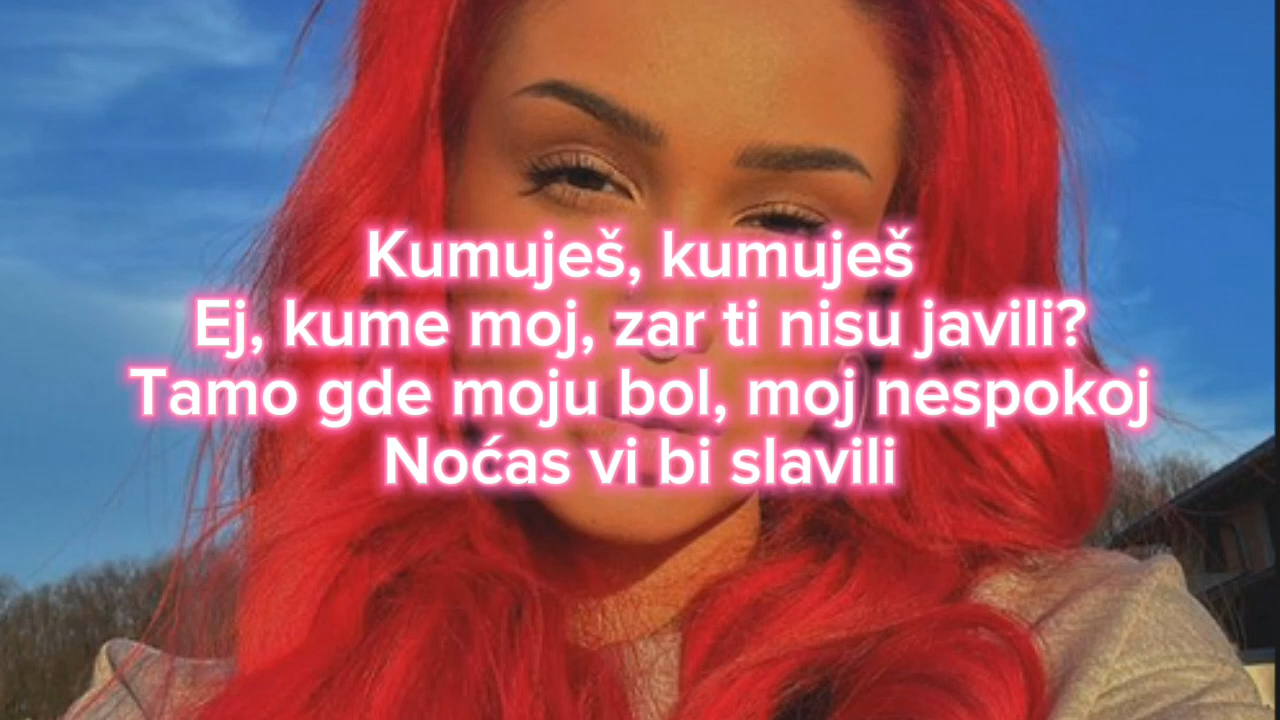 Kumuješ, kumuješ
Ej, kume moj, zar ti nisu javili?
Tamo gde moju bol, moj nespokoj
Noćas vi bi slavili